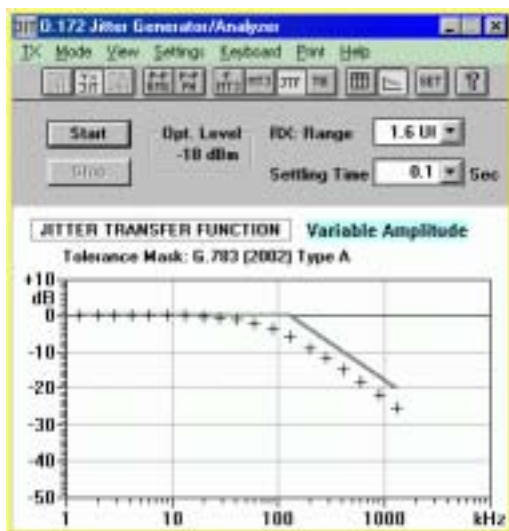 O.172 Jitter Generator/Analyzer
TX Mode View Settings Keyboard Print Help
JIT
SET
Start Opt. Level RX: Range 1.6 UI
-18 dBm
Stop Settling Time 0.1 Sec
JITTER TRANSFER FUNCTION Variable Amplitude
Tolerance Mask: G.783 (2002) Type A
+10
dB
0
-10
-20
-30
-40
-50
1 10 100 1000 kHz